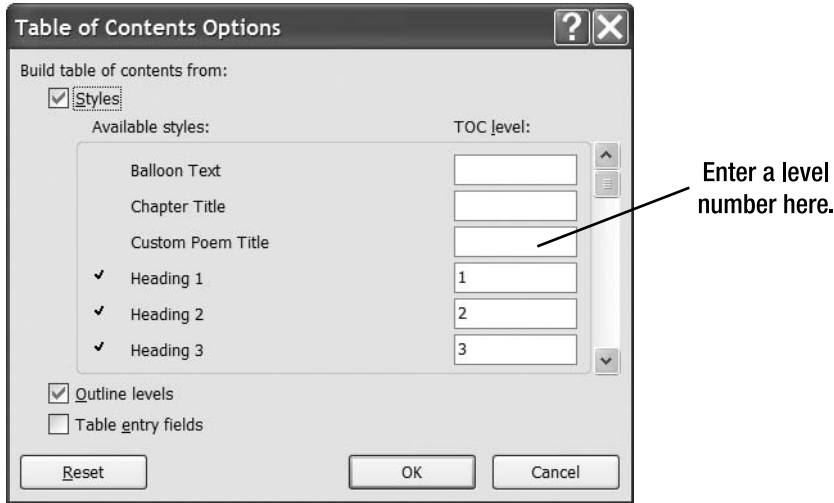 Table of Contents Options
Build table of contents from:
Styles
Available styles: TOC level:
Balloon Text
Chapter Title
Custom Poem Title
Heading 1 1
Heading 2 2
Heading 3 3
Outline levels
Table entry fields
Reset OK Cancel
Enter a level
number here.